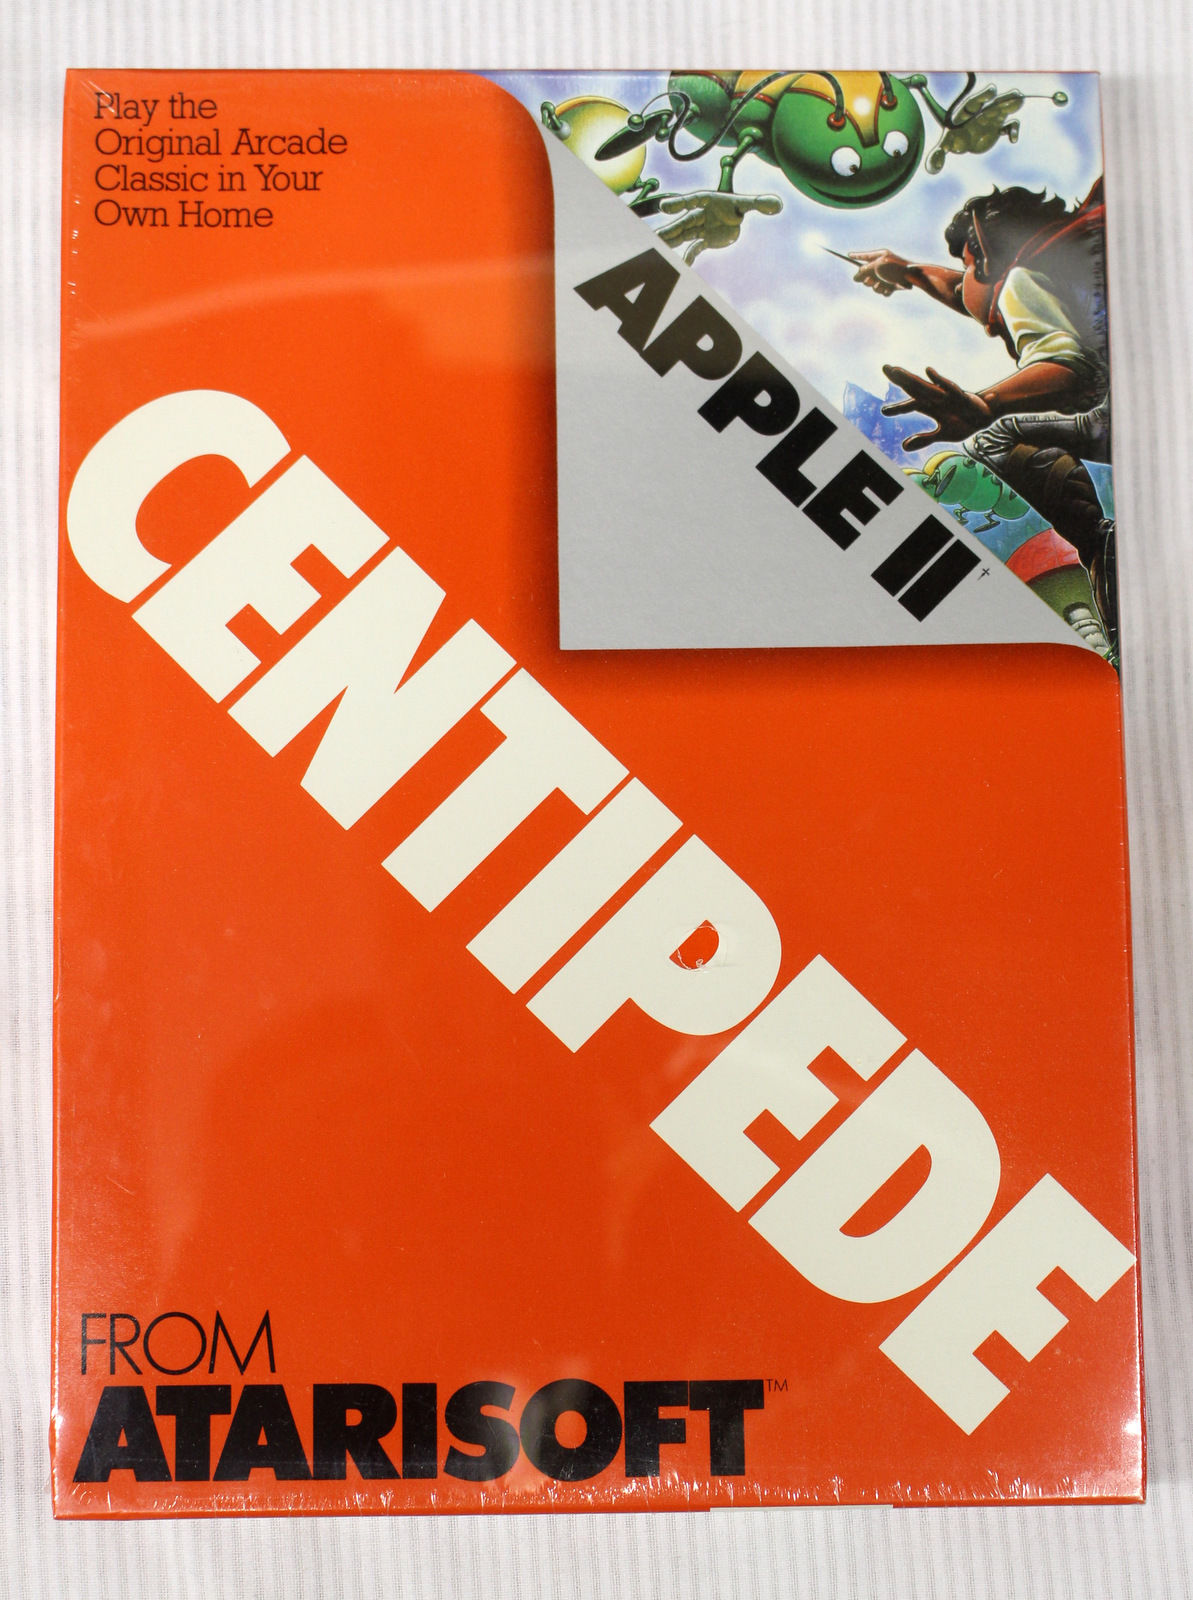 Play the
Original Arcade
Classic in Your
Own Home
APPLE II+
CENTIPEDE
FROM
ATARISOFT™